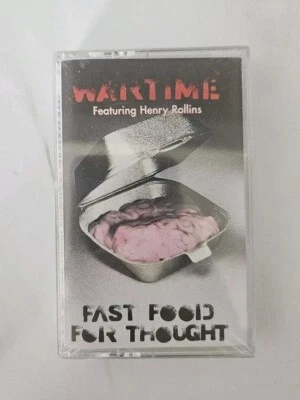 WARTIME
Featuring Henry Rollins
FAST FOOD
FOR THOUGHT